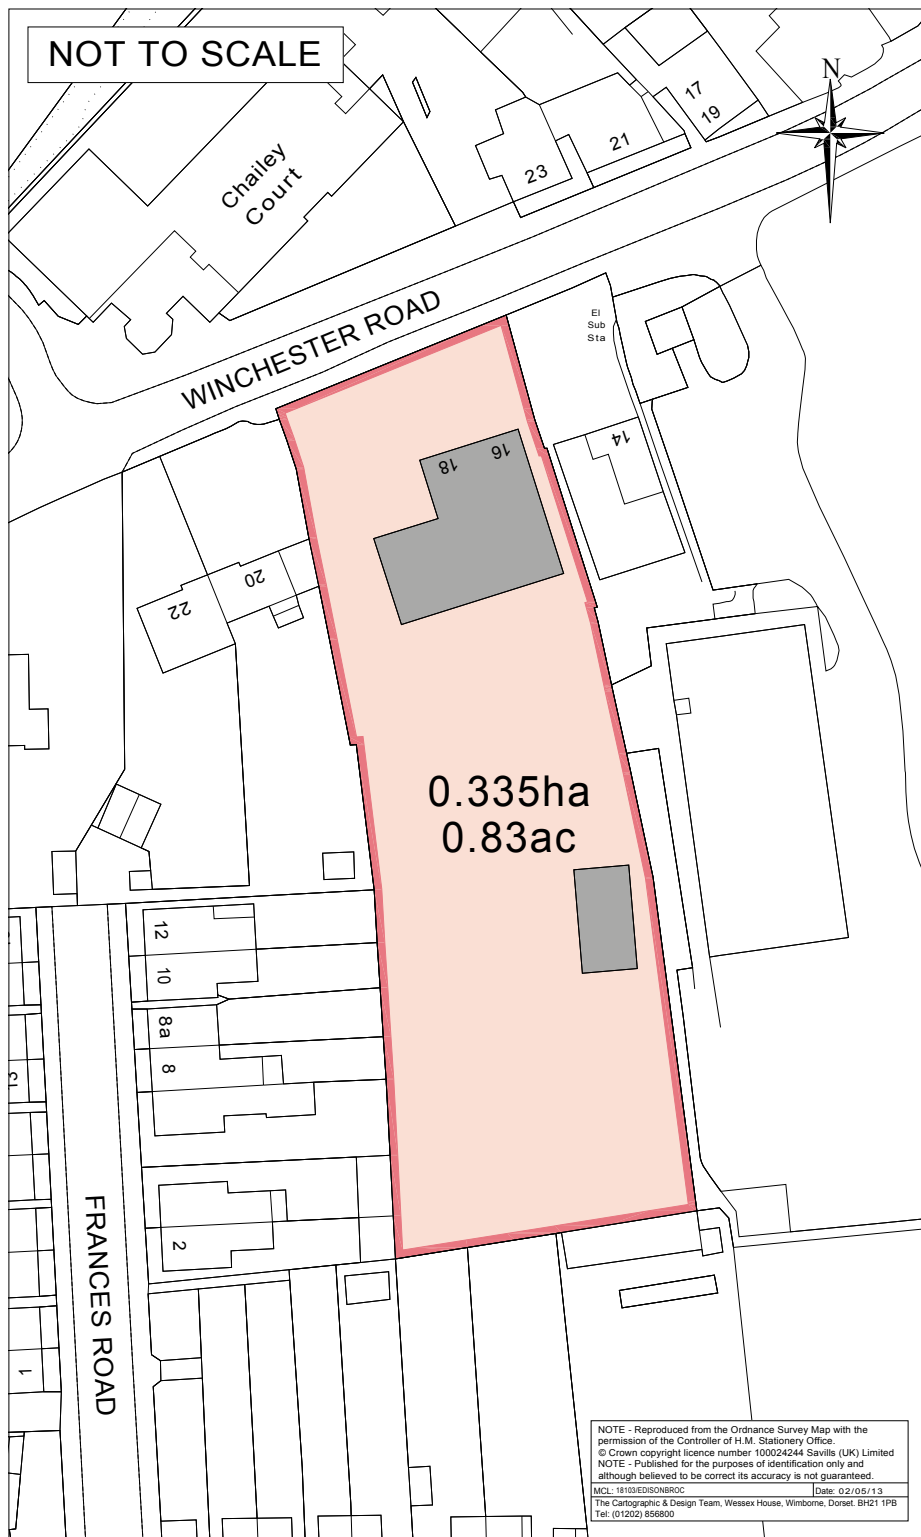 NOT TO SCALE
N
17
19
21
23
Chailey
Court
WINCHESTER ROAD
El
Sub
Sta
14
16
18
20
22
0.335ha
0.83ac
12
10
8a
8
13
2
1
FRANCES ROAD
NOTE - Reproduced from the Ordnance Survey Map with the
permission of the Controller of H.M. Stationery Office.
© Crown copyright licence number 100024244 Savills (UK) Limited
NOTE - Published for the purposes of identification only and
although believed to be correct its accuracy is not guaranteed.
MCL: 18103/EDISONBROC Date: 02/05/13
The Cartographic & Design Team, Wessex House, Wimborne, Dorset. BH21 1PB
Tel: (01202) 856800